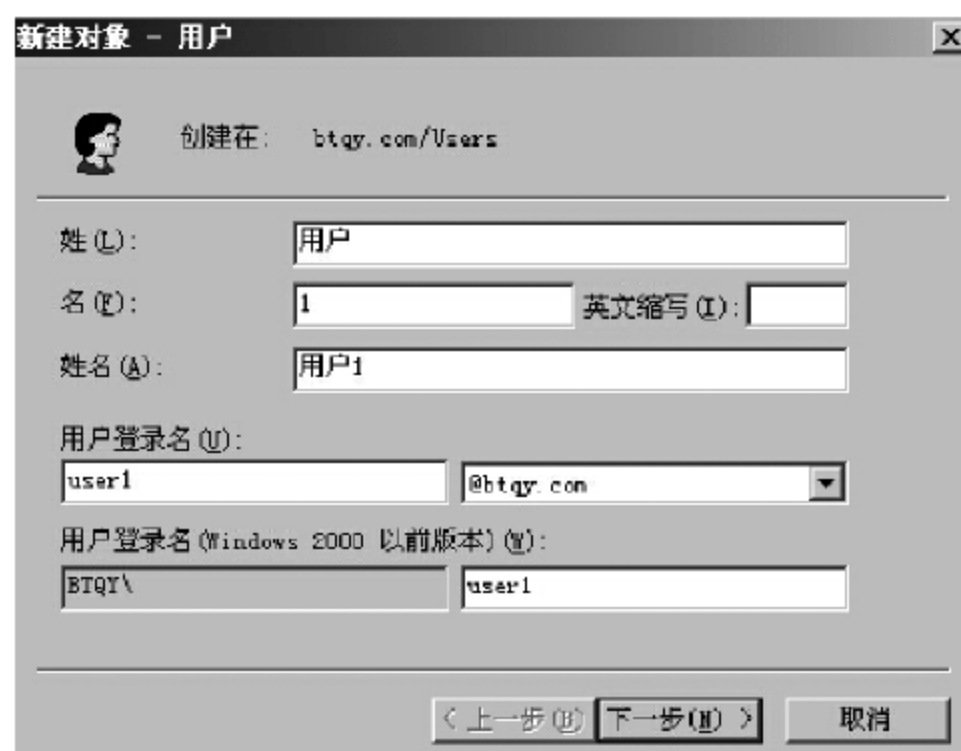 新建对象 - 用户
创建在: btqy.com/Users
姓(L): 用户
名(F): 1 英文缩写(I):
姓名(A): 用户1
用户登录名(U):
user1 @btqy.com
用户登录名(Windows 2000 以前版本)(W):
BTQY\ user1
< 上一步(B) 下一步(N) > 取消